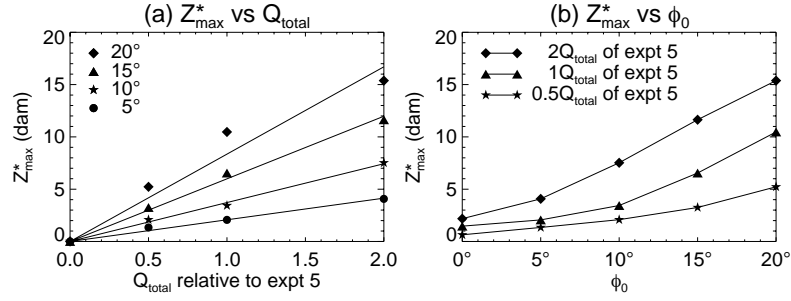 (a) Z*max vs Qtotal
(b) Z*max vs ϕ0
20
15
10
5
0
Z*max (dam)
20°
15°
10°
5°
0.0 0.5 1.0 1.5 2.0
Qtotal relative to expt 5
20
15
10
5
0
Z*max (dam)
2Qtotal of expt 5
1Qtotal of expt 5
0.5Qtotal of expt 5
0° 5° 10° 15° 20°
ϕ0